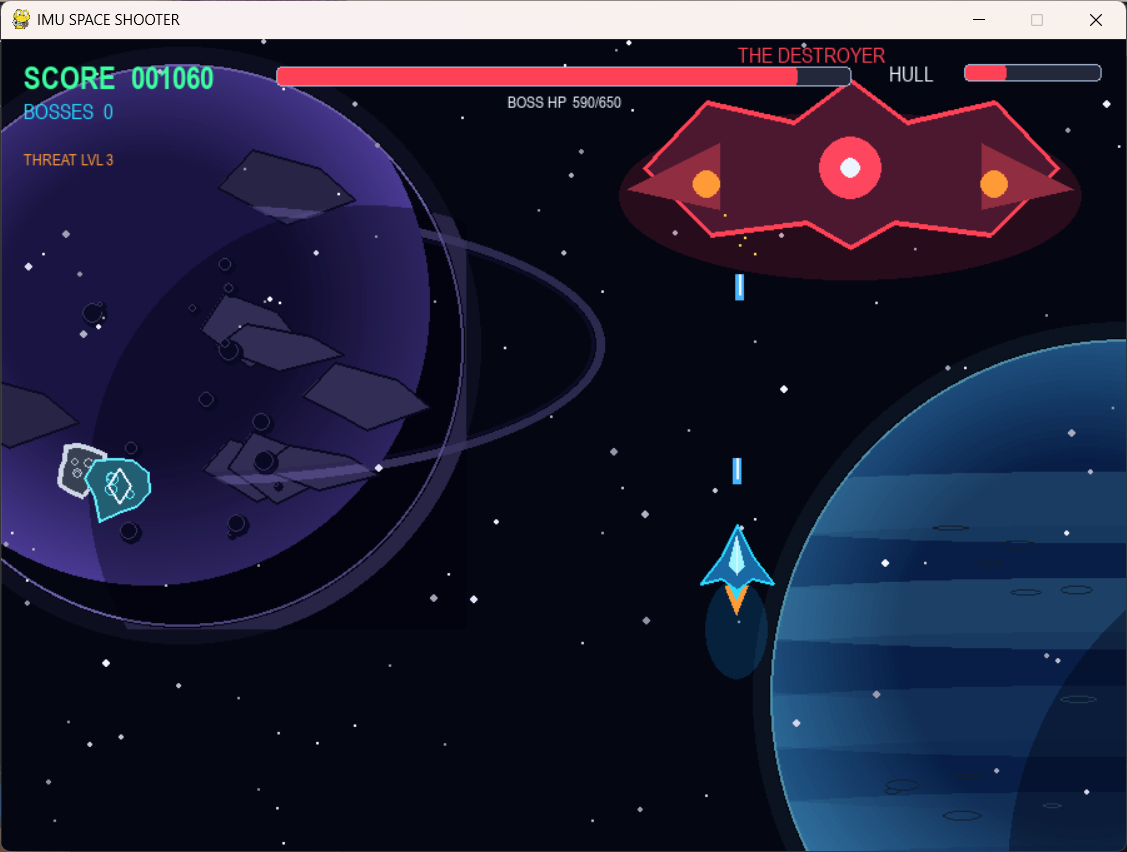 IMU SPACE SHOOTER
SCORE 001060
THE DESTROYER
HULL
BOSS HP 590/650
BOSSES 0
THREAT LVL 3